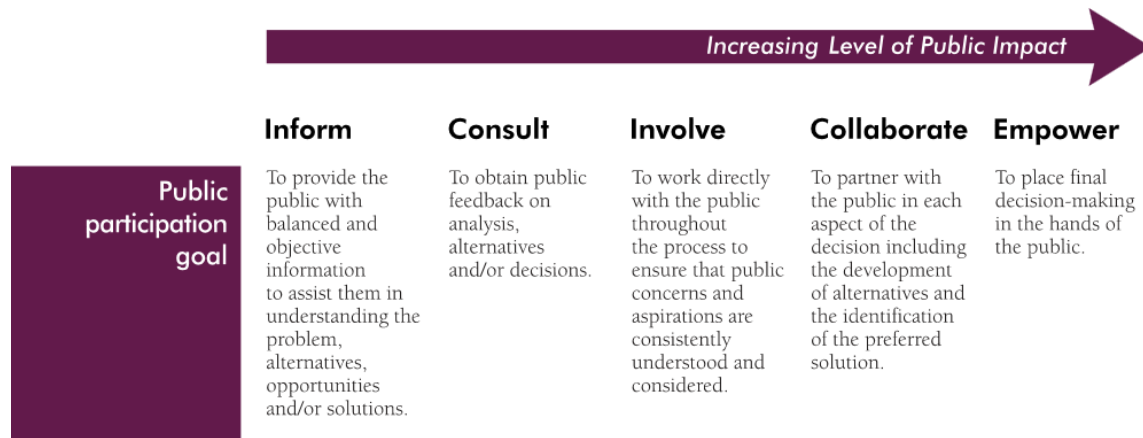 Increasing Level of Public Impact
Inform
Consult
Involve
Collaborate
Empower
Public
participation
goal
To provide the
public with
balanced and
objective
information
to assist them in
understanding the
problem,
alternatives,
opportunities
and/or solutions.
To obtain public
feedback on
analysis,
alternatives
and/or decisions.
To work directly
with the public
throughout
the process to
ensure that public
concerns and
aspirations are
consistently
understood and
considered.
To partner with
the public in each
aspect of the
decision including
the development
of alternatives and
the identification
of the preferred
solution.
To place final
decision-making
in the hands of
the public.